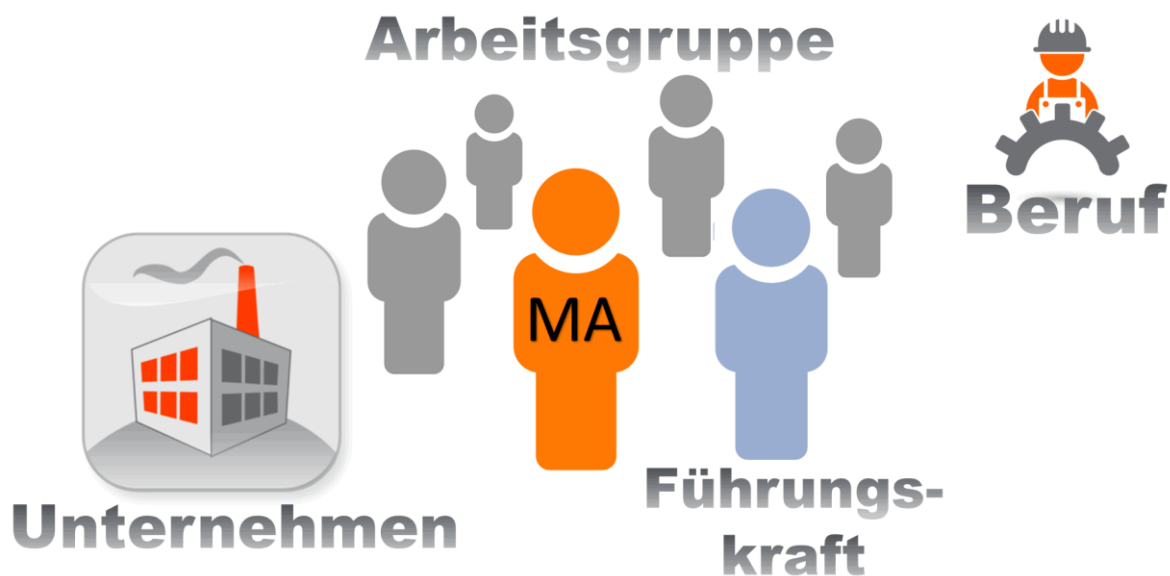 Arbeitsgruppe
Beruf
MA
Unternehmen
Führungs-
kraft